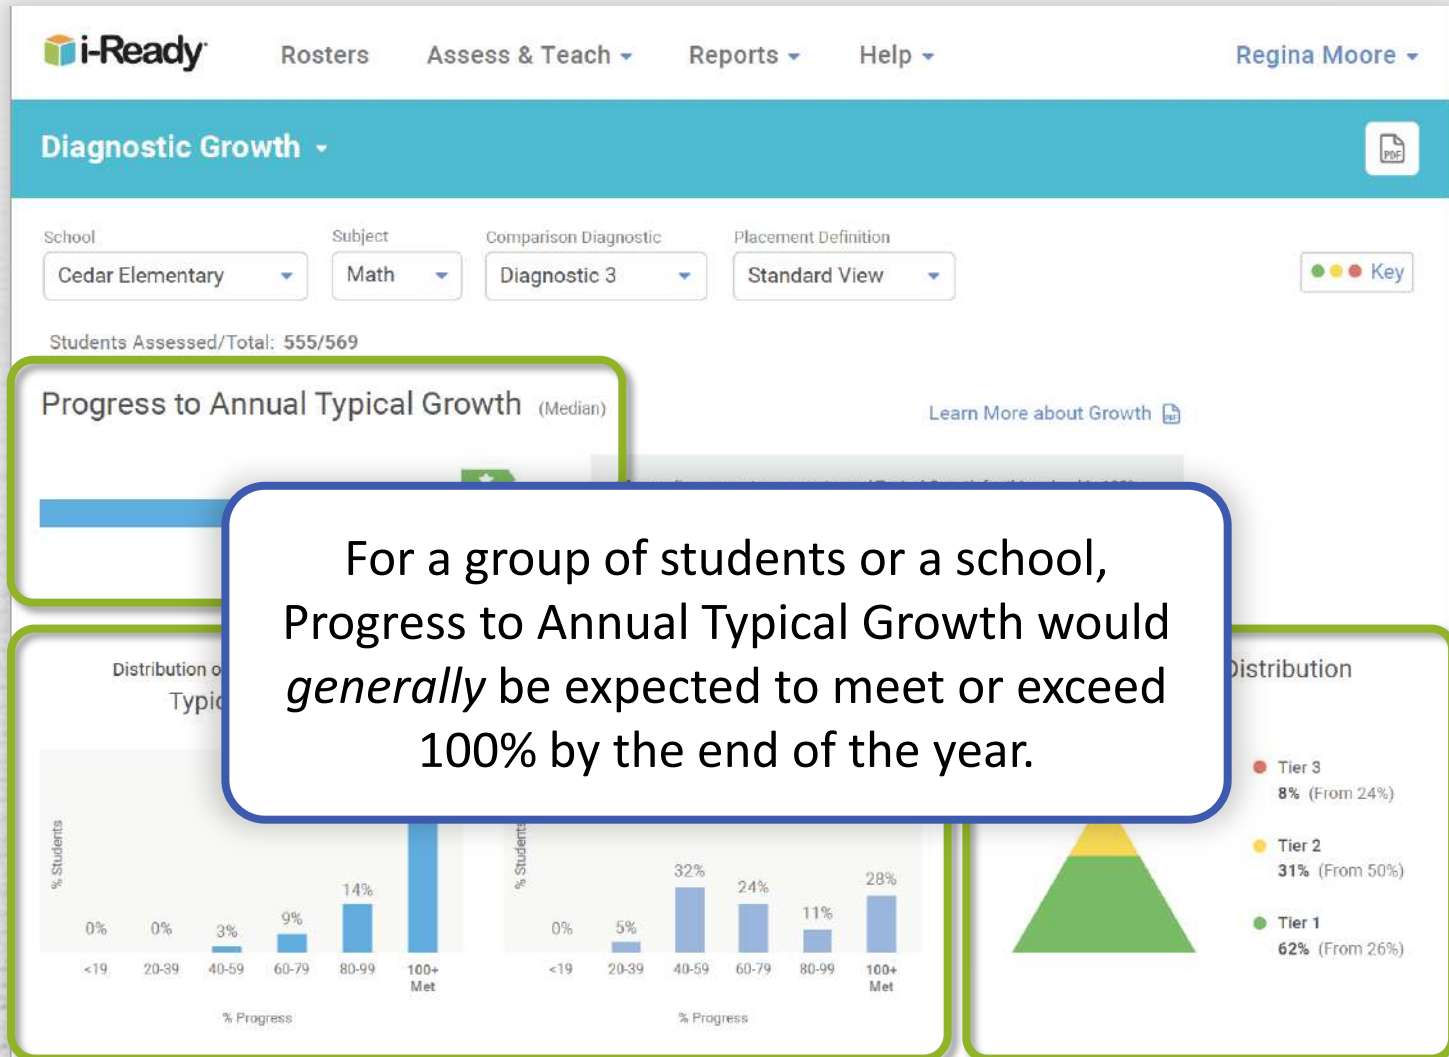 i-Ready Rosters Assess & Teach Reports Help Regina Moore
Diagnostic Growth
PDF
School Subject Comparison Diagnostic Placement Definition
Cedar Elementary Math Diagnostic 3 Standard View Key
Students Assessed/Total: 555/569
Progress to Annual Typical Growth (Median)
Learn More about Growth
For a group of students or a school,
Progress to Annual Typical Growth would
generally be expected to meet or exceed
100% by the end of the year.
Distribution
Typic
Distribution
Tier 3
8% (From 24%)
Tier 2
31% (From 50%)
Tier 1
62% (From 26%)
% Students
0% 0% 3% 9% 14%
<19 20-39 40-59 60-79 80-99 100+
Met
% Progress
% Students
0% 5% 32% 24% 11% 28%
<19 20-39 40-59 60-79 80-99 100+
Met
% Progress